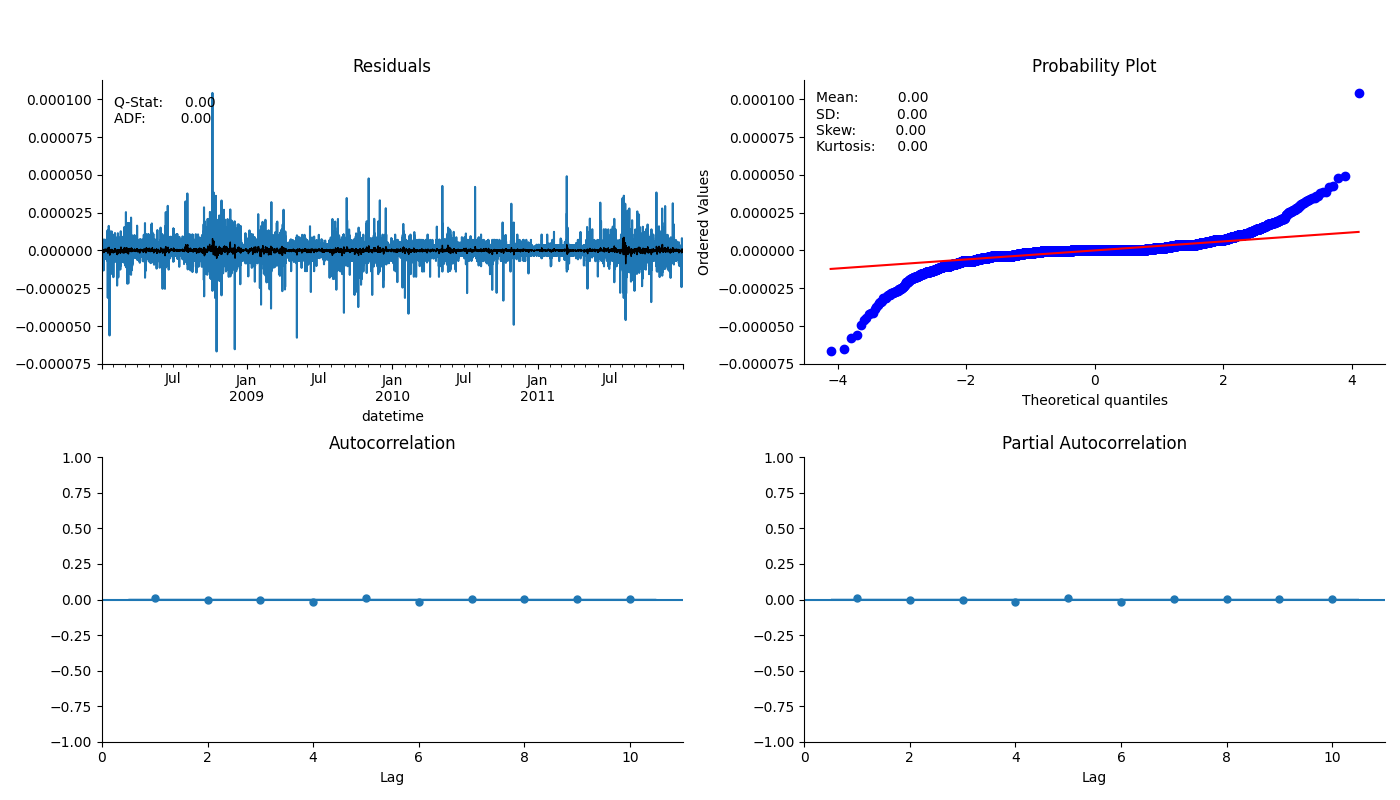 Residuals
Q-Stat: 0.00
ADF: 0.00
0.000100
0.000075
0.000050
0.000025
0.000000
−0.000025
−0.000050
−0.000075
Jul Jan Jul Jan Jul Jan Jul
2009 2010 2011
datetime
Probability Plot
Mean: 0.00
SD: 0.00
Skew: 0.00
Kurtosis: 0.00
Ordered Values
0.000100
0.000075
0.000050
0.000025
0.000000
−0.000025
−0.000050
−0.000075
−4 −2 0 2 4
Theoretical quantiles
Autocorrelation
1.00
0.75
0.50
0.25
0.00
−0.25
−0.50
−0.75
−1.00
0 2 4 6 8 10
Lag
Partial Autocorrelation
1.00
0.75
0.50
0.25
0.00
−0.25
−0.50
−0.75
−1.00
0 2 4 6 8 10
Lag